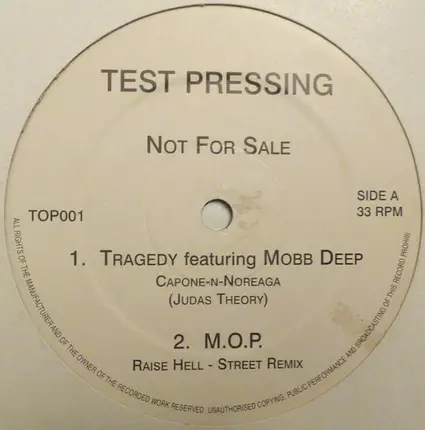 TEST PRESSING
NOT FOR SALE
TOP001
SIDE A
33 RPM
1. TRAGEDY featuring MOBB DEEP
CAPONE-N-NOREAGA
(JUDAS THEORY)
2. M.O.P.
RAISE HELL - STREET REMIX
ALL RIGHTS OF THE MANUFACTURER AND OF THE OWNER OF THE RECORDED WORK RESERVED. UNAUTHORISED COPYING, PUBLIC PERFORMANCE AND BROADCASTING OF THIS RECORD PROHIBI